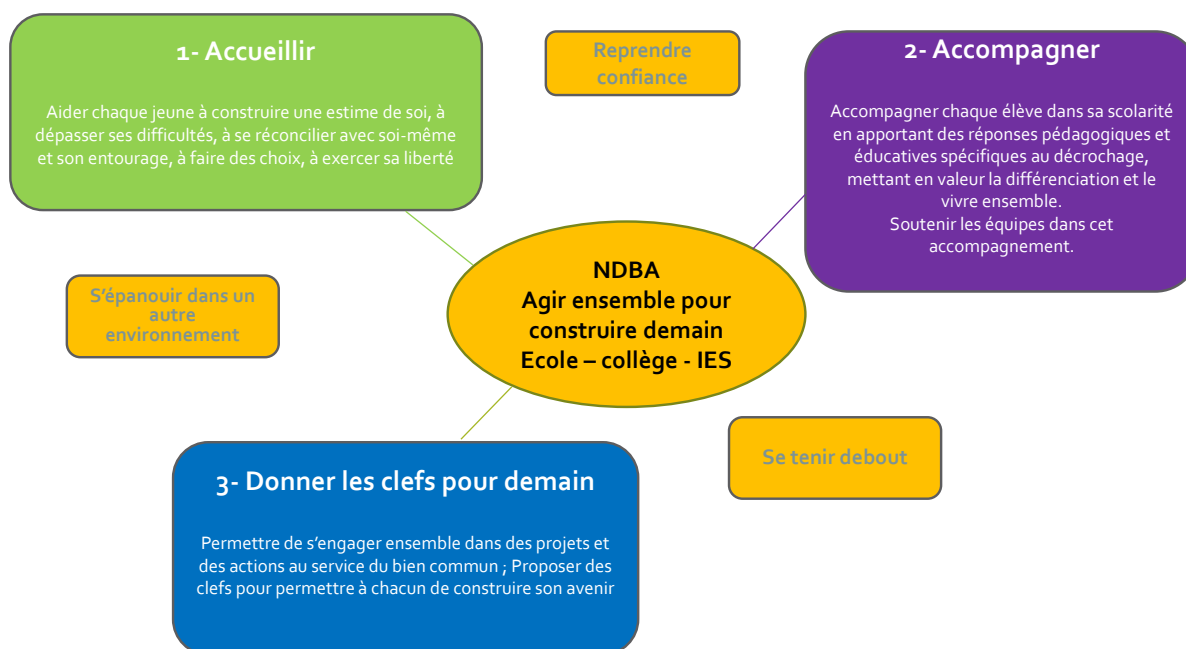 1- Accueillir
Aider chaque jeune à construire une estime de soi, à
dépasser ses difficultés, à se réconcilier avec soi-même
et son entourage, à faire des choix, à exercer sa liberté
Reprendre
confiance
2- Accompagner
Accompagner chaque élève dans sa scolarité
en apportant des réponses pédagogiques et
éducatives spécifiques au décrochage,
mettant en valeur la différenciation et le
vivre ensemble.
Soutenir les équipes dans cet
accompagnement.
S'épanouir dans un
autre
environnement
NDBA
Agir ensemble pour
construire demain
Ecole – collège - IES
Se tenir debout
3- Donner les clefs pour demain
Permettre de s'engager ensemble dans des projets et
des actions au service du bien commun ; Proposer des
clefs pour permettre à chacun de construire son avenir